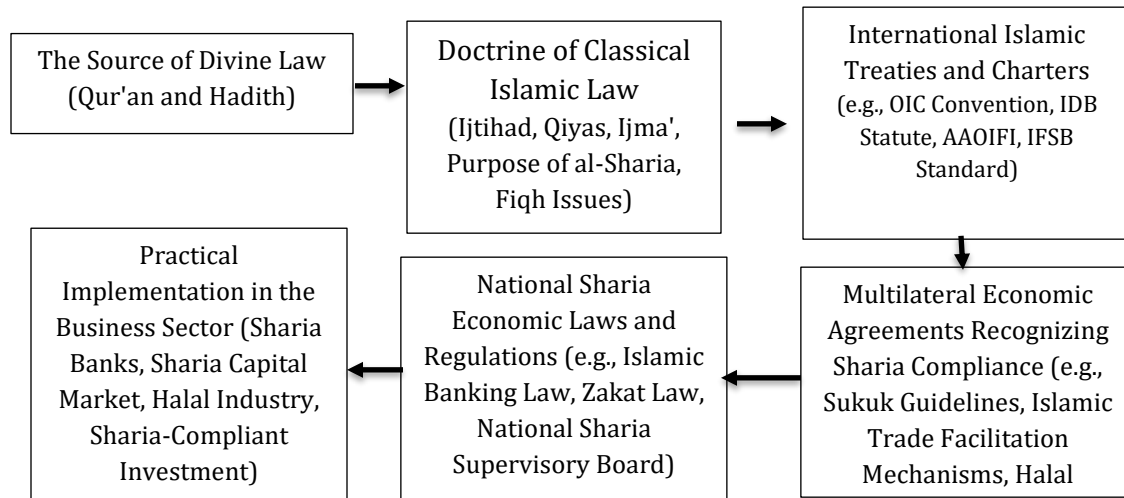 The Source of Divine Law
(Qur'an and Hadith)
Doctrine of Classical
Islamic Law
(Ijtihad, Qiyas, Ijma',
Purpose of al-Sharia,
Fiqh Issues)
International Islamic
Treaties and Charters
(e.g., OIC Convention, IDB
Statute, AAOIFI, IFSB
Standard)
Multilateral Economic
Agreements Recognizing
Sharia Compliance (e.g.,
Sukuk Guidelines, Islamic
Trade Facilitation
Mechanisms, Halal
National Sharia
Economic Laws and
Regulations (e.g., Islamic
Banking Law, Zakat Law,
National Sharia
Supervisory Board)
Practical
Implementation in the
Business Sector (Sharia
Banks, Sharia Capital
Market, Halal Industry,
Sharia-Compliant
Investment)